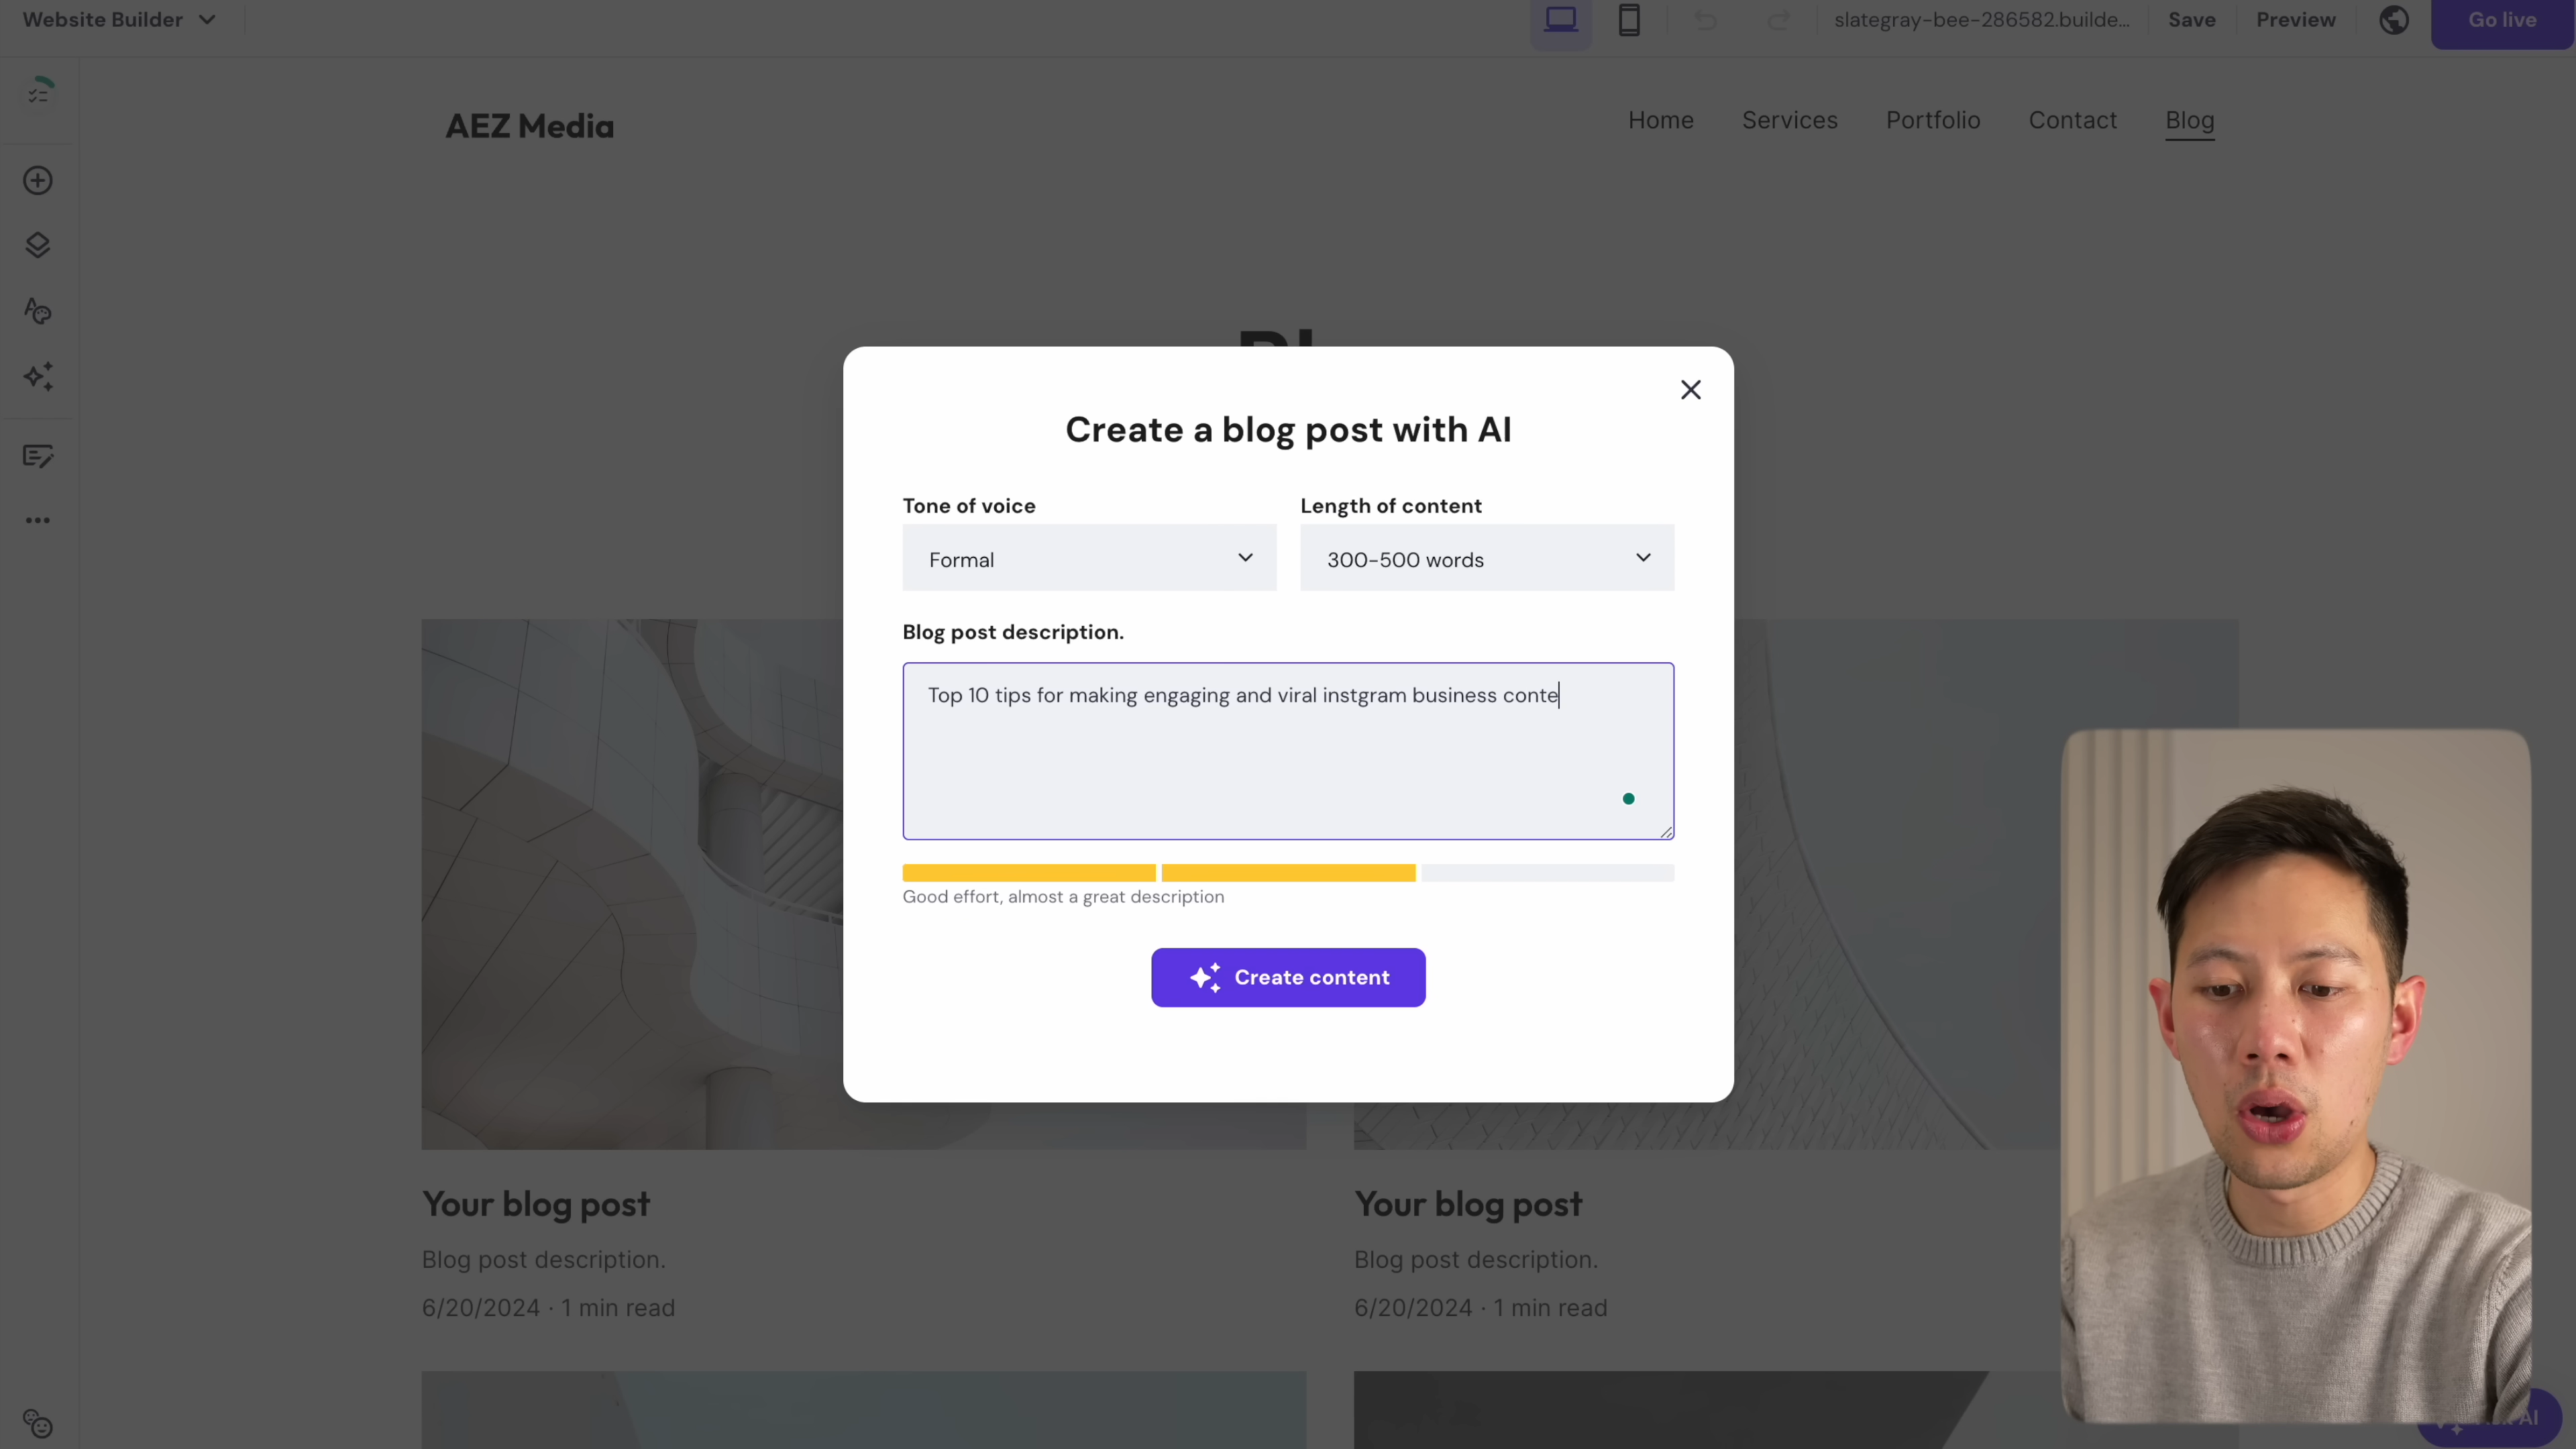 Website Builder
slategray-bee-286582.builde...
Save
Preview
Go live
AEZ Media
Home
Services
Portfolio
Contact
Blog
Create a blog post with AI
Tone of voice
Length of content
Formal
300-500 words
Blog post description.
Top 10 tips for making engaging and viral instgram business conte
Good effort, almost a great description
Create content
Your blog post
Blog post description.
6/20/2024 · 1 min read
Your blog post
Blog post description.
6/20/2024 · 1 min read
AI